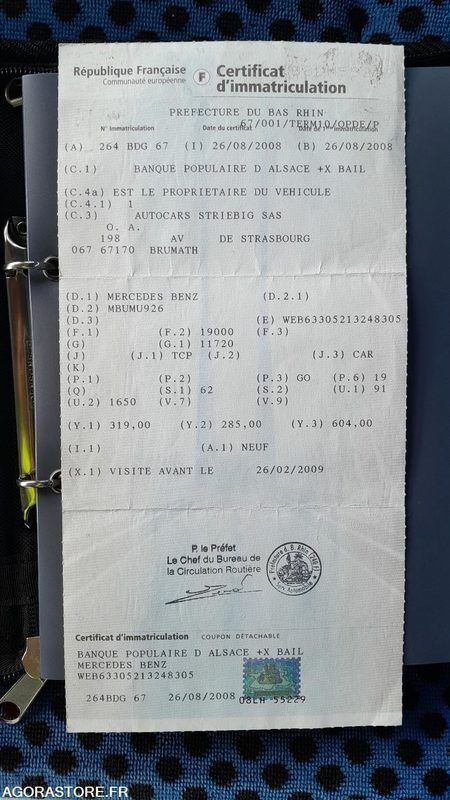 République Française
Communauté européenne
F
Certificat
d'immatriculation
PREFECTURE DU BAS RHIN
N° Immatriculation
Date du certificat
67/001/TERM10/OPDE/P
(A) 264 BDG 67 (I) 26/08/2008 (B) 26/08/2008
(C.1) BANQUE POPULAIRE D ALSACE +X BAIL
(C.4a) EST LE PROPRIETAIRE DU VEHICULE
(C.4.1) 1
(C.3) AUTOCARS STRIEBIG SAS
O. A.
198 AV DE STRASBOURG
067 67170 BRUMATH
(D.1) MERCEDES BENZ (D.2.1)
(D.2) MBUMU926
(D.3) (E) WEB63305213248305
(F.1) (F.2) 19000 (F.3)
(G) (G.1) 11720
(J) (J.1) TCP (J.2) (J.3) CAR
(K)
(P.1) (P.2) (P.3) GO (P.6) 19
(Q) (S.1) 62 (S.2) (U.1) 91
(U.2) 1650 (V.7) (V.9)
(Y.1) 319,00 (Y.2) 285,00 (Y.3) 604,00
(I.1) (A.1) NEUF
(X.1) VISITE AVANT LE 26/02/2009
P. le Préfet
Le Chef du Bureau de
la Circulation Routière
Certificat d'immatriculation COUPON DÉTACHABLE
BANQUE POPULAIRE D ALSACE +X BAIL
MERCEDES BENZ
WEB63305213248305
264BDG 67 26/08/2008
08LH 55229
AGORASTORE.FR